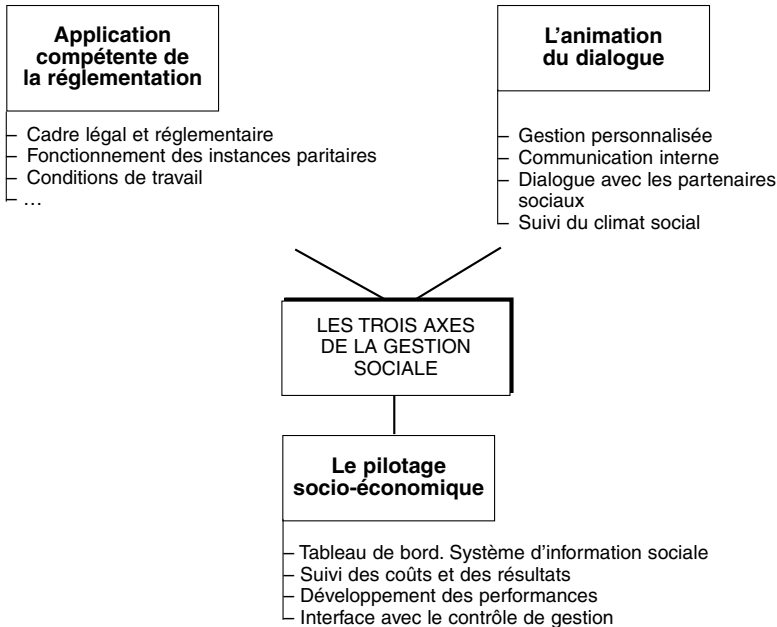 Application
compétente de
la réglementation
– Cadre légal et réglementaire
– Fonctionnement des instances paritaires
– Conditions de travail
– …
L’animation
du dialogue
– Gestion personnalisée
– Communication interne
– Dialogue avec les partenaires
sociaux
– Suivi du climat social
LES TROIS AXES
DE LA GESTION
SOCIALE
Le pilotage
socio-économique
– Tableau de bord. Système d’information sociale
– Suivi des coûts et des résultats
– Développement des performances
– Interface avec le contrôle de gestion